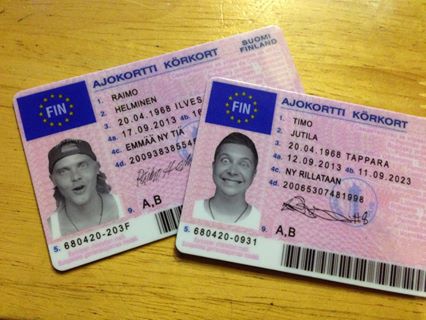 AJOKORTTI KÖRKORT SUOMI
FINLAND
FIN
1. RAIMO
2. HELMINEN
3. 20.04.1968 ILVES
4a. 17.09.2013
4c. EMMÄÄ NY TIÄ
4d.
9. A,B
5. 680420-203F
AJOKORTTI KÖRKORT
FIN
1. TIMO
2. JUTILA
3. 20.04.1968 TAPPARA
4a. 12.09.2013 4b. 11.09.2023
4c. NY RILLATAAN
4d. 20065307481998
9. A,B
5. 680420-0931